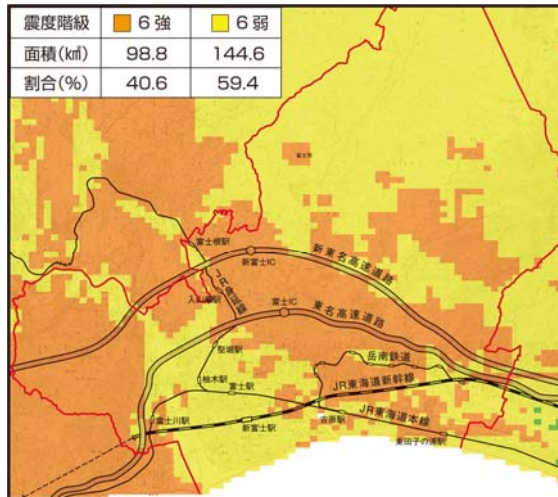 震度階級 6強 6弱
面積(km²) 98.8 144.6
割合(%) 40.6 59.4
富士市
富士根駅
新富士IC
新東名高速道路
JR身延線
入山瀬駅
富士IC
東名高速道路
竪堀駅
岳南鉄道
柚木駅
富士駅
JR東海道新幹線
富士川駅
新富士駅
吉原駅
JR東海道本線
東田子の浦駅